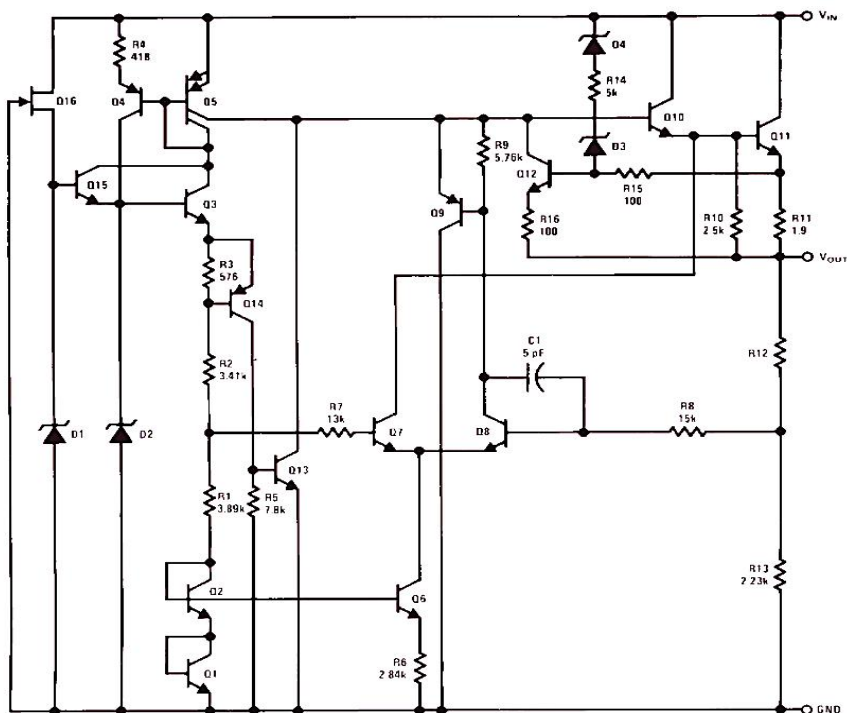 VIN
R4
418
Q4
Q5
Q16
D4
R14
5k
Q10
Q11
R9
5.76k
D3
Q12
R15
100
Q15
Q3
Q9
R16
100
R10
2.5k
R11
1.9
VOUT
R3
576
Q14
R2
3.41k
C1
5 pF
R12
R7
13k
Q7
Q8
R8
15k
D1
D2
Q13
R1
3.89k
R5
7.8k
Q2
Q6
R13
2.23k
Q1
R6
2.84k
GND